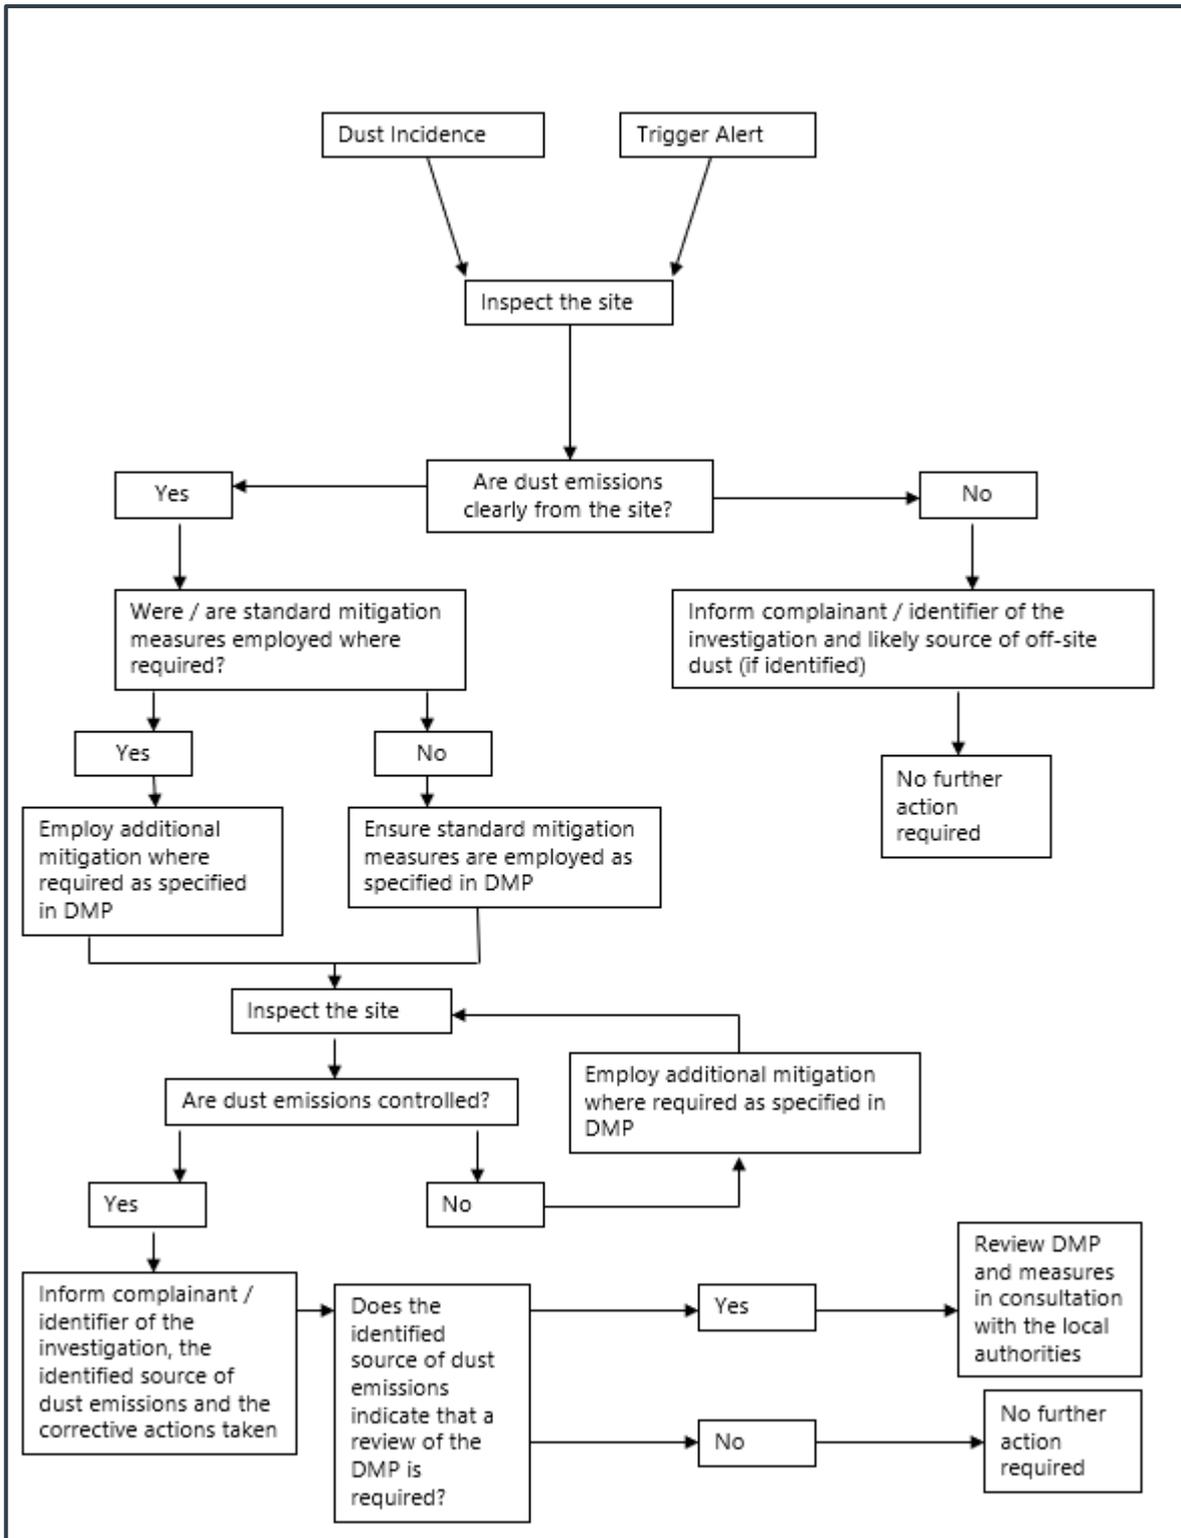 Dust Incidence
Trigger Alert
Inspect the site
Are dust emissions
clearly from the site?
Yes
No
Were / are standard mitigation
measures employed where
required?
Inform complainant / identifier of the
investigation and likely source of off-site
dust (if identified)
Yes
No
No further
action
required
Employ additional
mitigation where
required as specified
in DMP
Ensure standard mitigation
measures are employed as
specified in DMP
Inspect the site
Employ additional mitigation
where required as specified in
DMP
Are dust emissions controlled?
Yes
No
Inform complainant /
identifier of the
investigation, the
identified source of
dust emissions and the
corrective actions taken
Does the
identified
source of dust
emissions
indicate that a
review of the
DMP is
required?
Yes
Review DMP
and measures
in consultation
with the local
authorities
No
No further
action
required